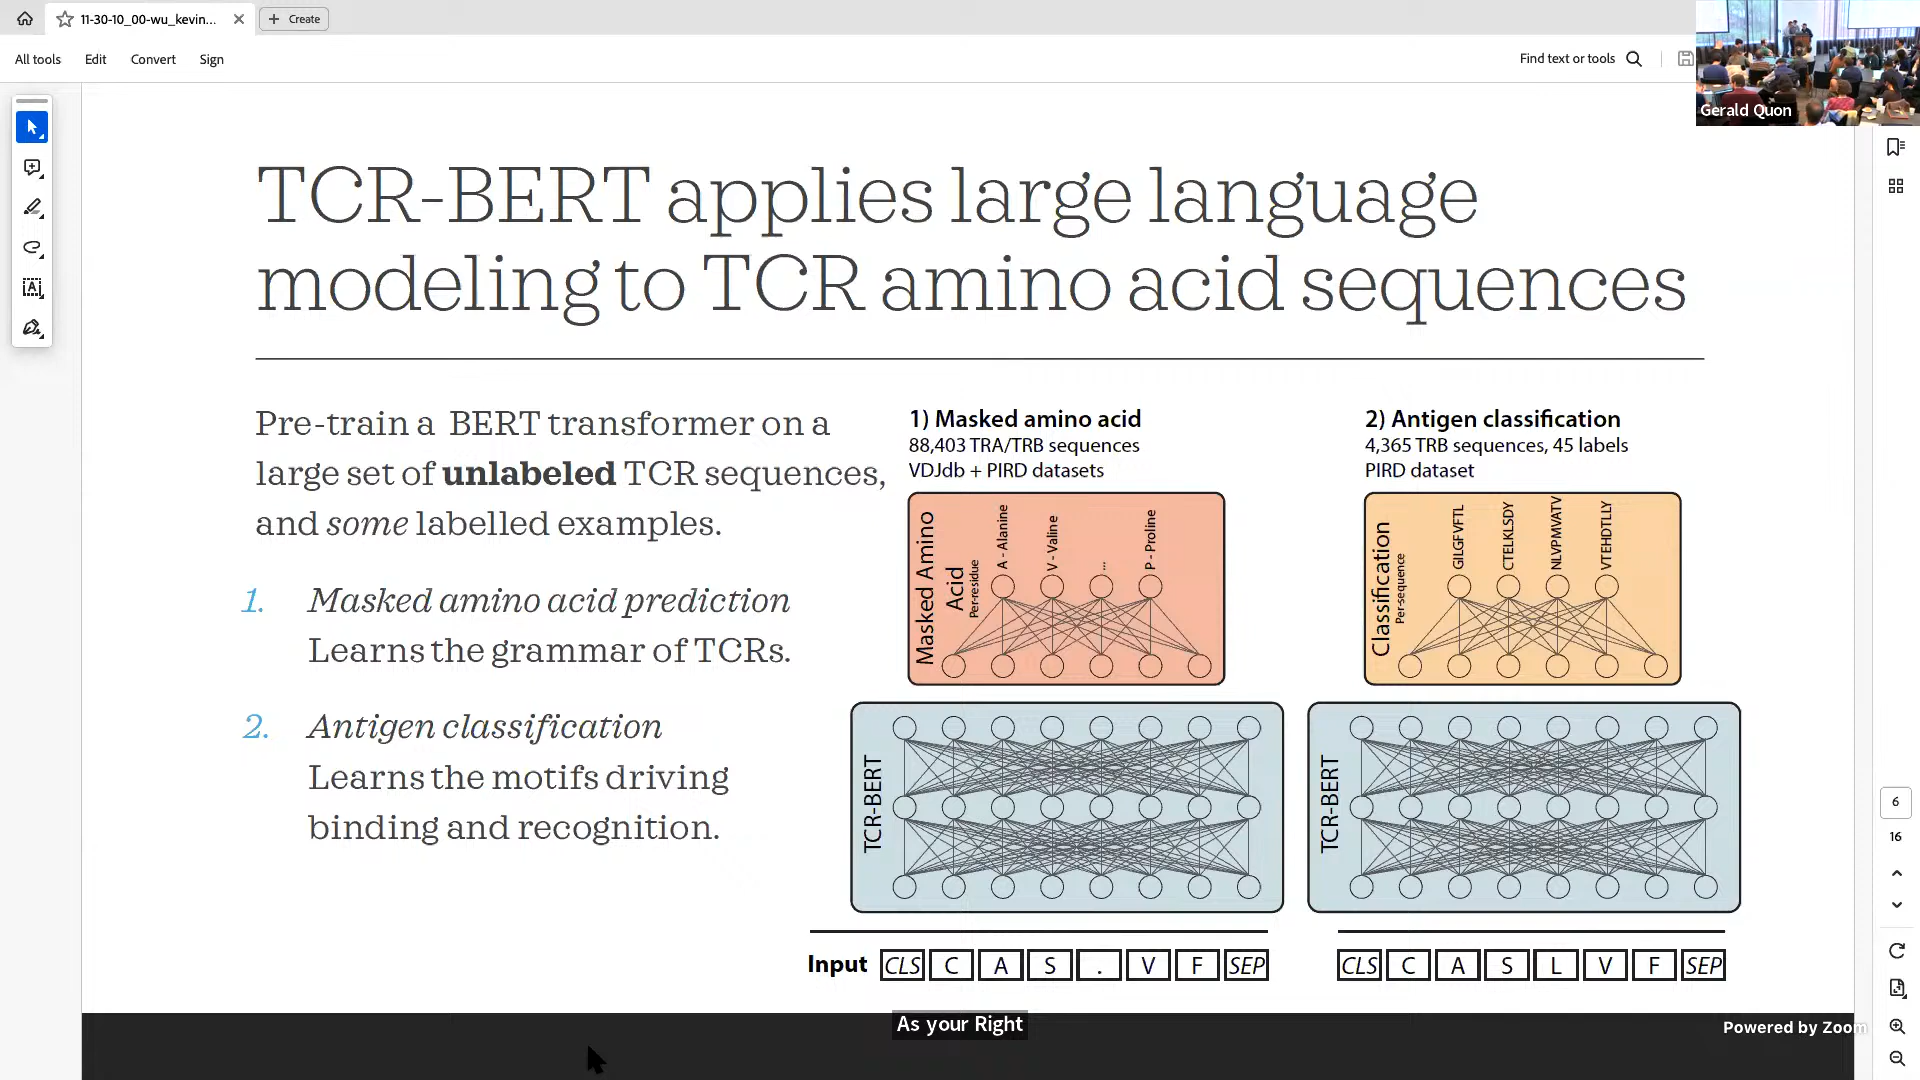 11-30-10_00-wu_kevin...
Create
All tools
Edit
Convert
Sign
Find text or tools
Gerald Quon
TCR-BERT applies large language
modeling to TCR amino acid sequences
Pre-train a BERT transformer on a
large set of unlabeled TCR sequences,
and some labelled examples.
1. Masked amino acid prediction
Learns the grammar of TCRs.
2. Antigen classification
Learns the motifs driving
binding and recognition.
1) Masked amino acid
88,403 TRA/TRB sequences
VDJdb + PIRD datasets
Masked Amino
Acid
Per-residue
A - Alanine
V - Valine
...
P - Proline
TCR-BERT
Input CLS C A S . V F SEP
2) Antigen classification
4,365 TRB sequences, 45 labels
PIRD dataset
Classification
Per-sequence
GILGFVFTL
CTELKLSDY
NLVPMVATV
VTEHDTLLY
TCR-BERT
CLS C A S L V F SEP
6
16
As your Right
Powered by Zoom